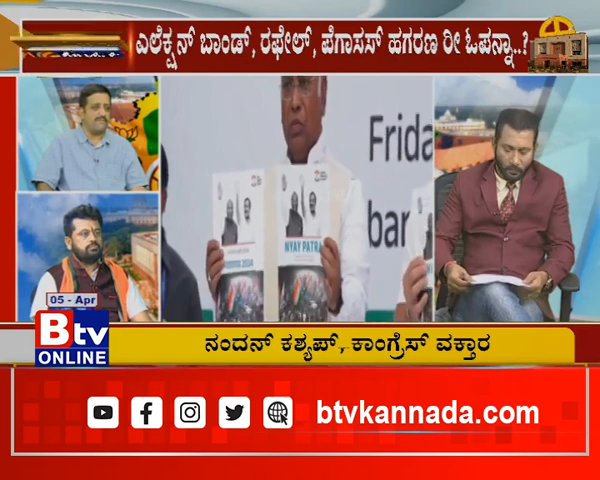 ಎಲೆಕ್ಷನ್ ಬಾಂಡ್, ರಫೇಲ್, ಪೆಗಾಸಸ್ ಹಗರಣ ರೀ ಓಪನ್ನಾ..?
Frida
bar
NYAY PATRA
05 - Apr
Btv
ONLINE
ನಂದನ್ ಕಶ್ಯಪ್, ಕಾಂಗ್ರೆಸ್ ವಕ್ತಾರ
btvkannada.com